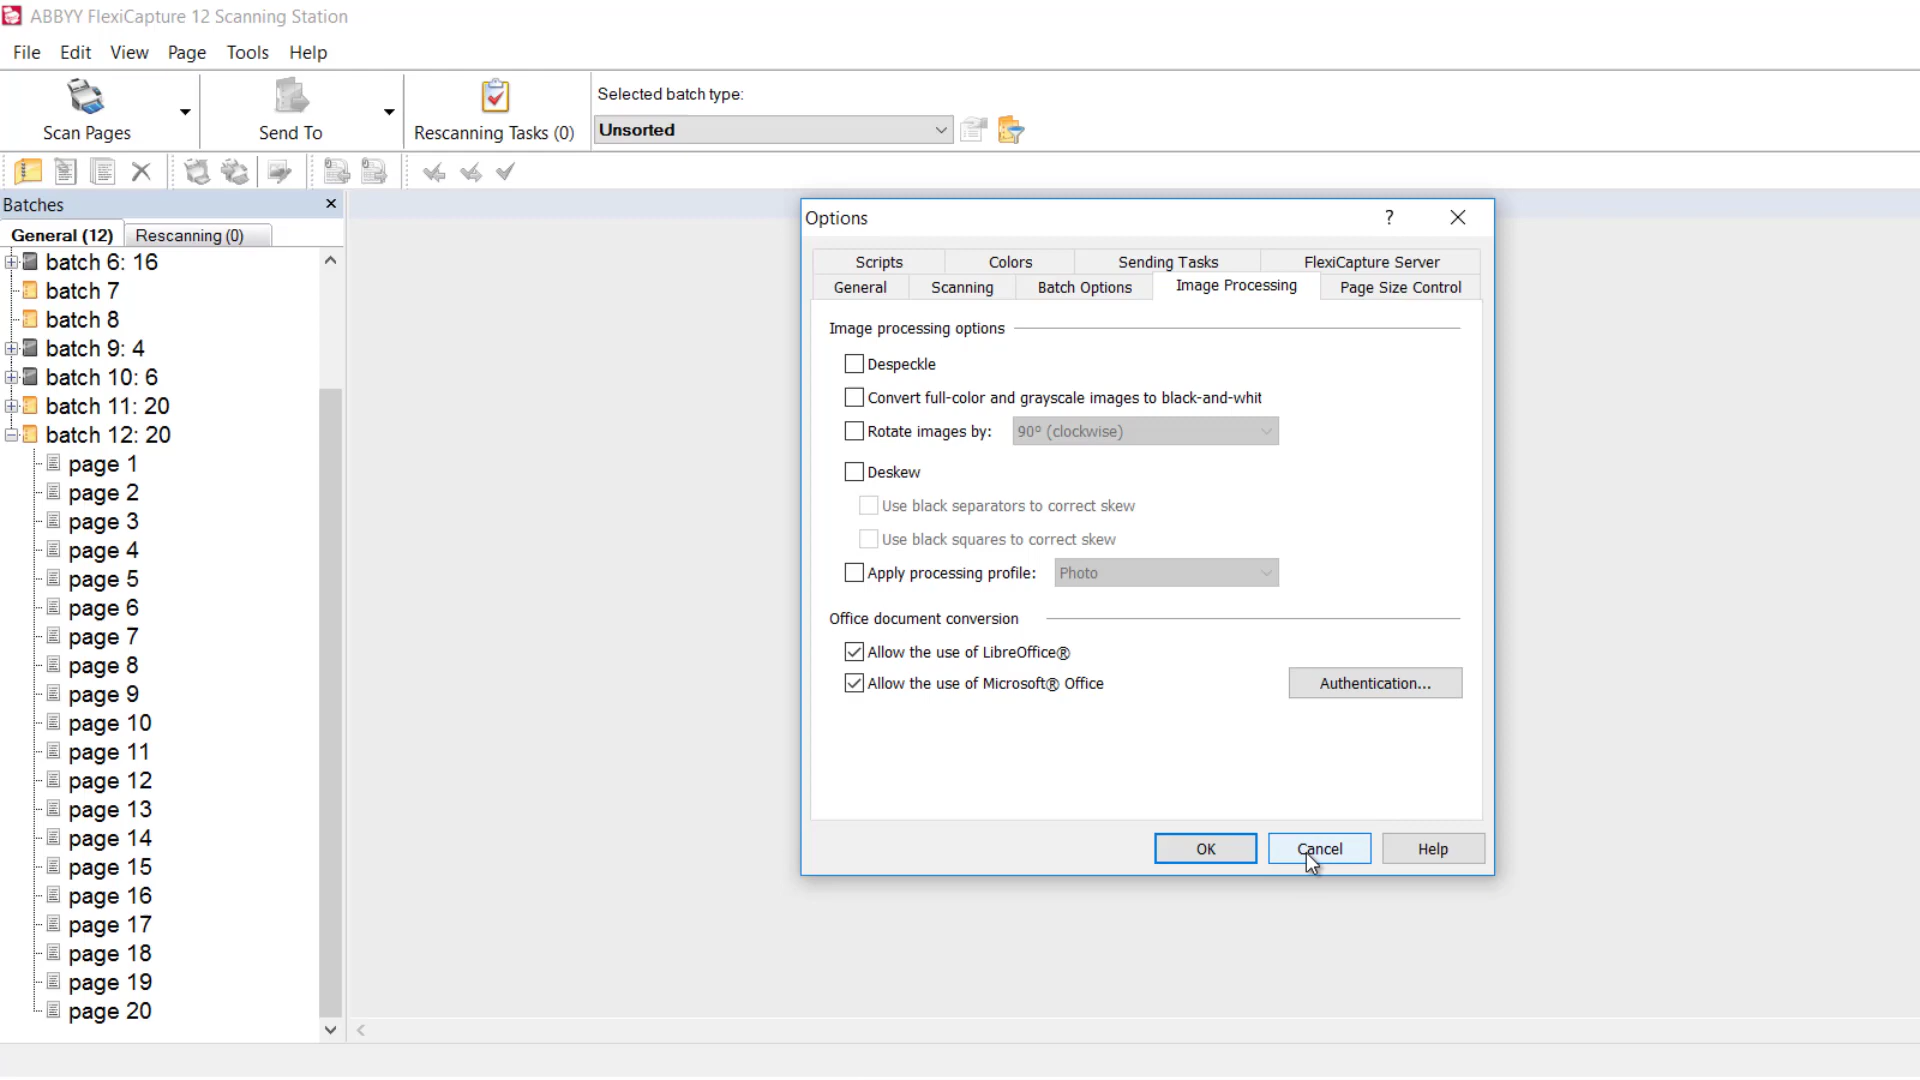 ABBYY FlexiCapture 12 Scanning Station
File Edit View Page Tools Help
Scan Pages
Send To
Rescanning Tasks (0)
Selected batch type:
Unsorted
Batches
General (12) Rescanning (0)
batch 6: 16
batch 7
batch 8
batch 9: 4
batch 10: 6
batch 11: 20
batch 12: 20
page 1
page 2
page 3
page 4
page 5
page 6
page 7
page 8
page 9
page 10
page 11
page 12
page 13
page 14
page 15
page 16
page 17
page 18
page 19
page 20
Options ?
Scripts Colors Sending Tasks FlexiCapture Server
General Scanning Batch Options Image Processing Page Size Control
Image processing options
Despeckle
Convert full-color and grayscale images to black-and-whit
Rotate images by: 90º (clockwise)
Deskew
Use black separators to correct skew
Use black squares to correct skew
Apply processing profile: Photo
Office document conversion
Allow the use of LibreOffice®
Allow the use of Microsoft® Office Authentication...
OK Cancel Help